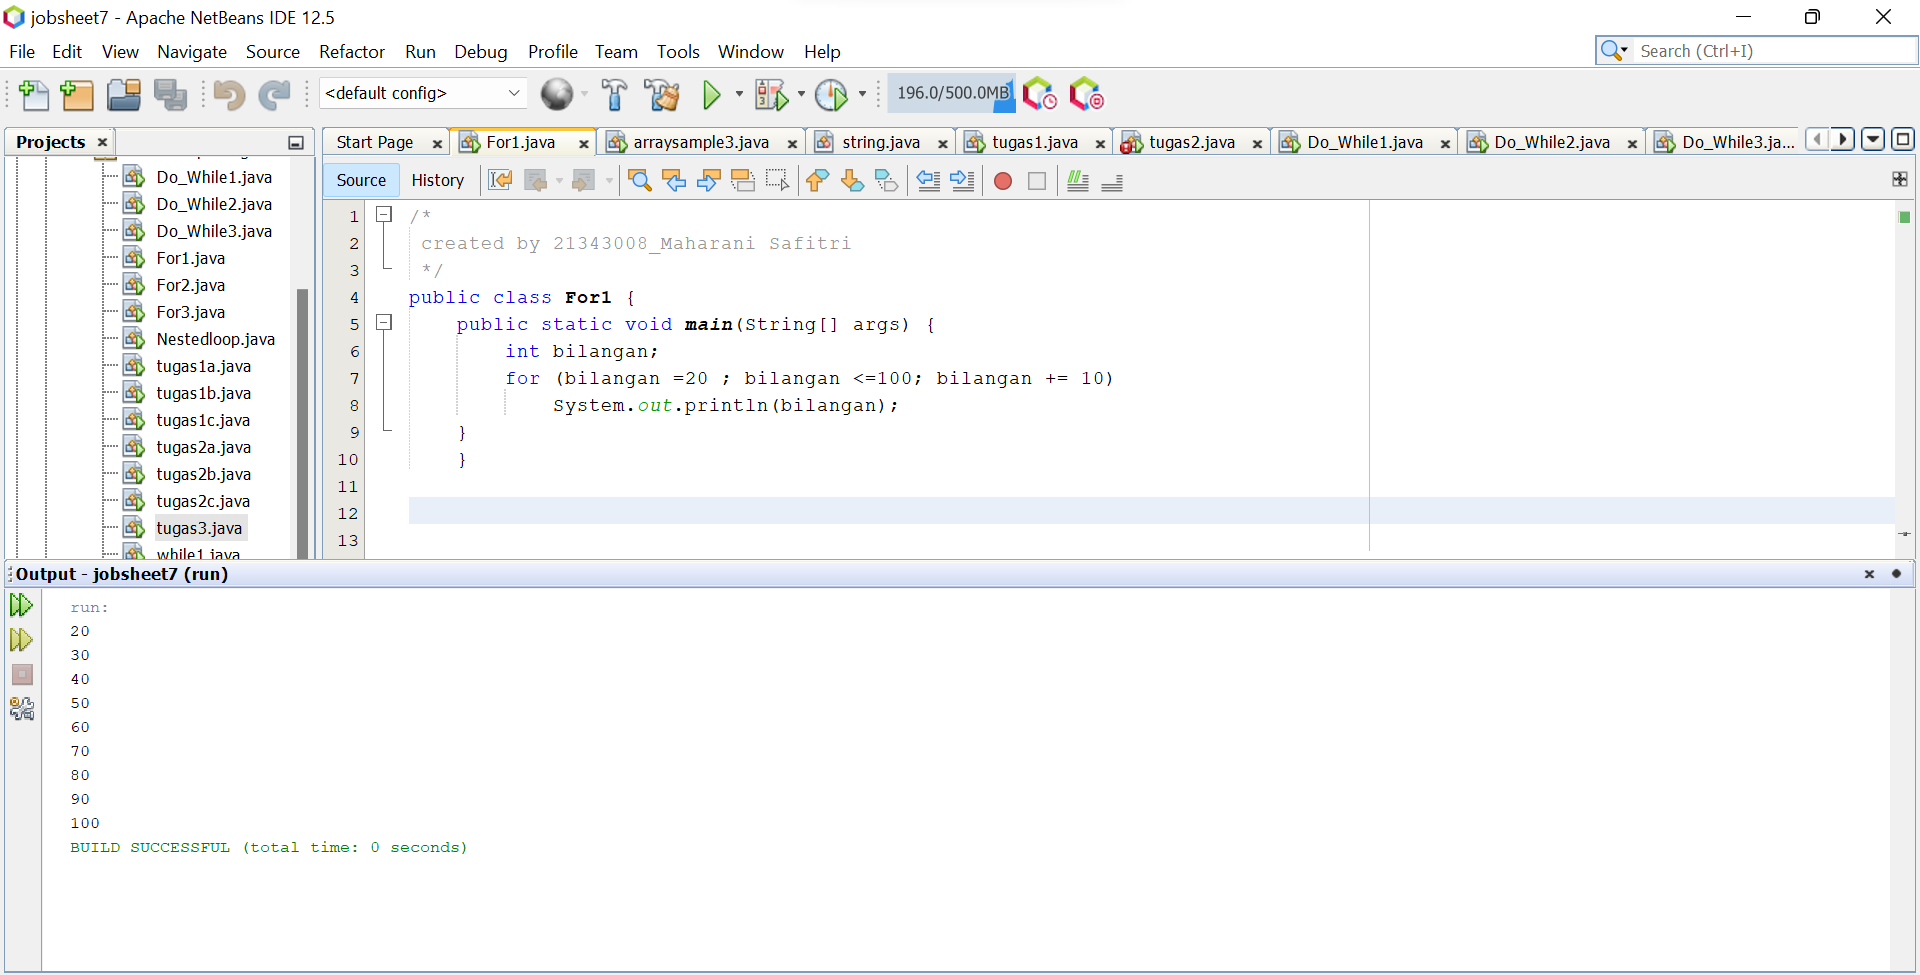 jobsheet7 - Apache NetBeans IDE 12.5
File Edit View Navigate Source Refactor Run Debug Profile Team Tools Window Help
Search (Ctrl+I)
<default config>
196.0/500.0MB
Projects
Start Page For1.java arraysample3.java string.java tugas1.java tugas2.java Do_While1.java Do_While2.java Do_While3.ja...
Source History
Do_While1.java
Do_While2.java
Do_While3.java
For1.java
For2.java
For3.java
Nestedloop.java
tugas1a.java
tugas1b.java
tugas1c.java
tugas2a.java
tugas2b.java
tugas2c.java
tugas3.java
while1.java
1 /*
2 created by 21343008_Maharani Safitri
3 */
4 public class For1 {
5 public static void main(String[] args) {
6 int bilangan;
7 for (bilangan =20 ; bilangan <=100; bilangan += 10)
8 System.out.println(bilangan);
9 }
10 }
11
12
13
Output - jobsheet7 (run)
run:
20
30
40
50
60
70
80
90
100
BUILD SUCCESSFUL (total time: 0 seconds)